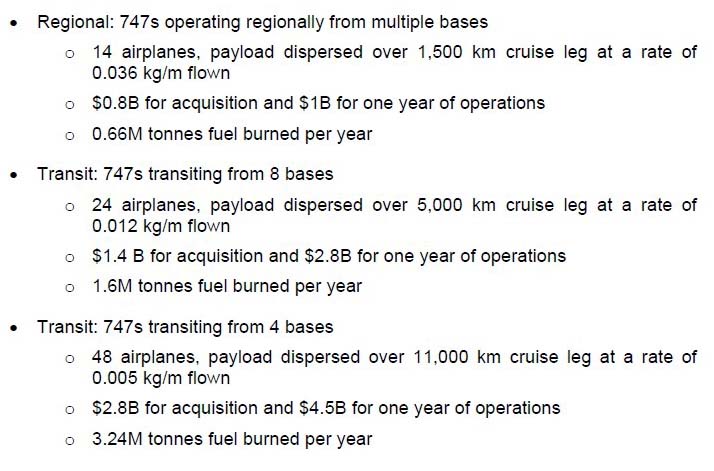 • Regional: 747s operating regionally from multiple bases
o 14 airplanes, payload dispersed over 1,500 km cruise leg at a rate of
0.036 kg/m flown
o $0.8B for acquisition and $1B for one year of operations
o 0.66M tonnes fuel burned per year
• Transit: 747s transiting from 8 bases
o 24 airplanes, payload dispersed over 5,000 km cruise leg at a rate of
0.012 kg/m flown
o $1.4 B for acquisition and $2.8B for one year of operations
o 1.6M tonnes fuel burned per year
• Transit: 747s transiting from 4 bases
o 48 airplanes, payload dispersed over 11,000 km cruise leg at a rate of
0.005 kg/m flown
o $2.8B for acquisition and $4.5B for one year of operations
o 3.24M tonnes fuel burned per year